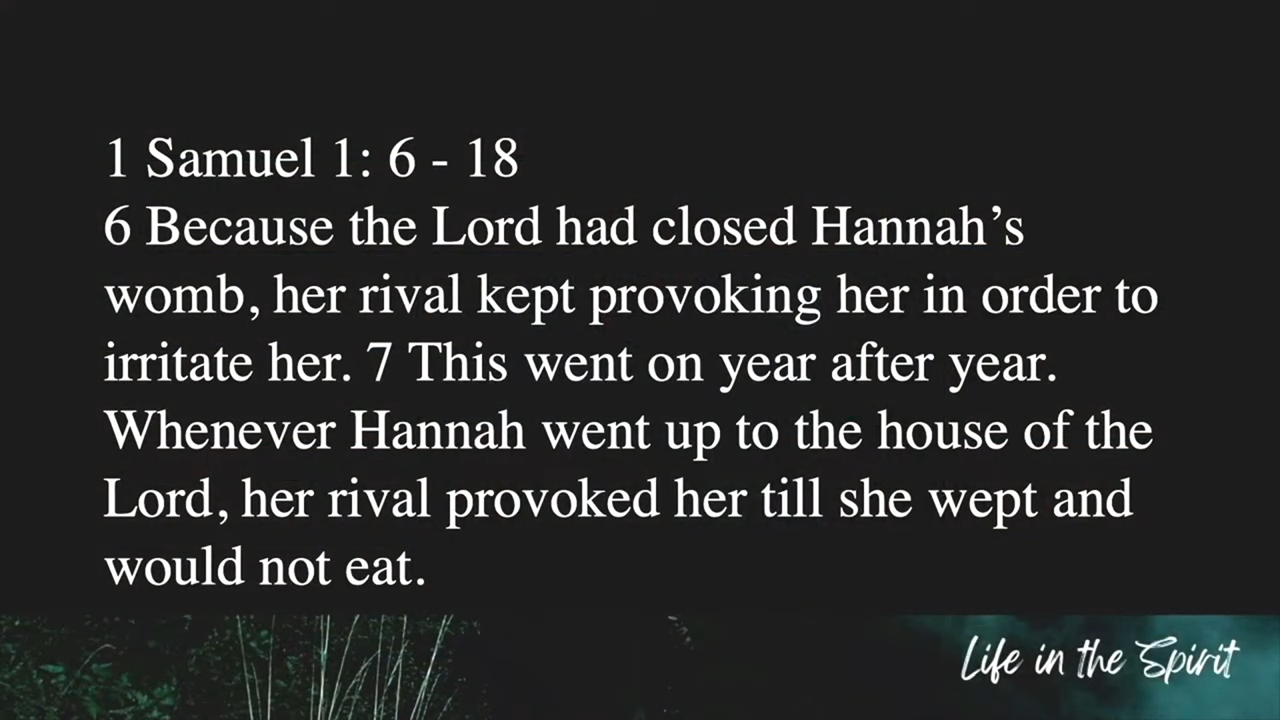 1 Samuel 1: 6 - 18
6 Because the Lord had closed Hannah’s
womb, her rival kept provoking her in order to
irritate her. 7 This went on year after year.
Whenever Hannah went up to the house of the
Lord, her rival provoked her till she wept and
would not eat.
Life in the Spirit